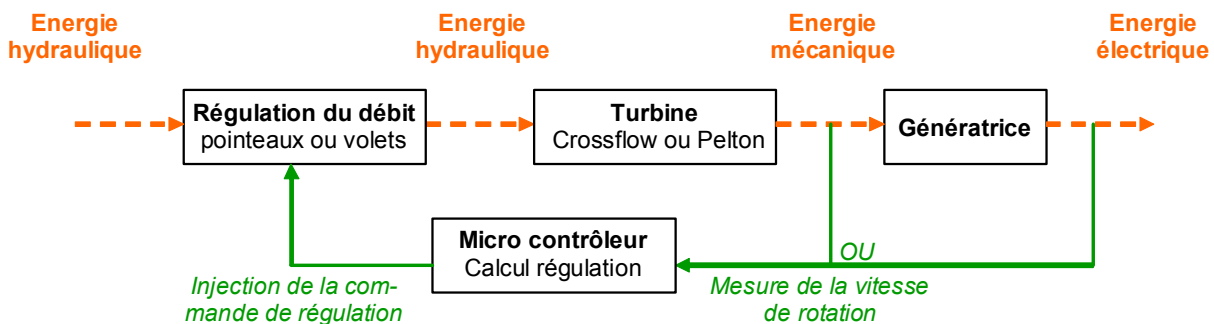 Energie
hydraulique
Energie
hydraulique
Energie
mécanique
Energie
électrique
Régulation du débit
pointeaux ou volets
Turbine
Crossflow ou Pelton
Génératrice
Micro contrôleur
Calcul régulation
OU
Injection de la com-
mande de régulation
Mesure de la vitesse
de rotation